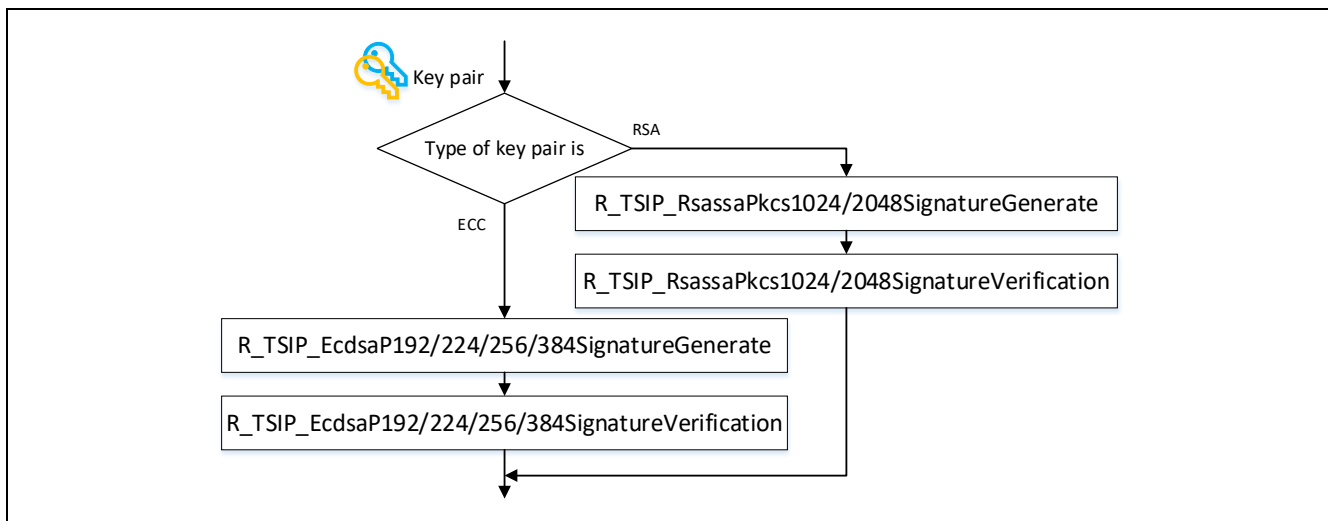 Key pair
Type of key pair is
RSA
R_TSIP_RsassaPkcs1024/2048SignatureGenerate
ECC
R_TSIP_RsassaPkcs1024/2048SignatureVerification
R_TSIP_EcdsaP192/224/256/384SignatureGenerate
R_TSIP_EcdsaP192/224/256/384SignatureVerification